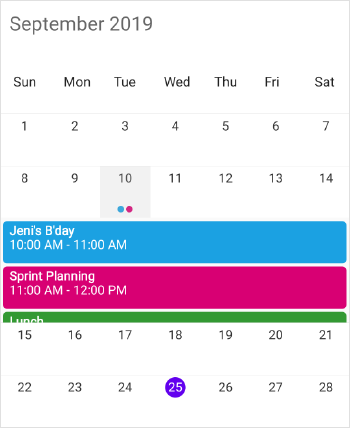 September 2019
Sun Mon Tue Wed Thu Fri Sat
1 2 3 4 5 6 7
8 9 10 11 12 13 14
Jeni's B'day
10:00 AM - 11:00 AM
Sprint Planning
11:00 AM - 12:00 PM
Lunch
15 16 17 18 19 20 21
22 23 24 25 26 27 28